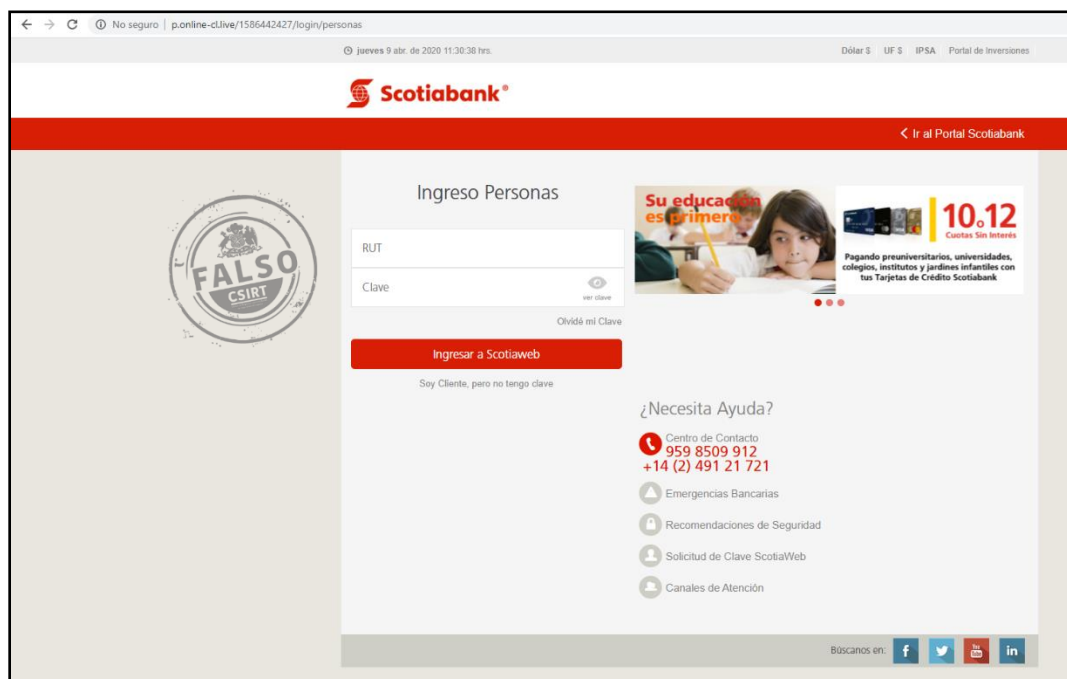 No seguro | p.online-cl.live/1586442427/login/personas
jueves 9 abr. de 2020 11:30:38 hrs.
Dólar $ UF $ IPSA Portal de Inversiones
Scotiabank®
Ir al Portal Scotiabank
Ingreso Personas
RUT
Clave
ver clave
Olvidé mi Clave
Ingresar a Scotiaweb
Soy Cliente, pero no tengo clave
FALSO
CSIRT
Su educación
es primero
10o12
Cuotas Sin Interés
Pagando preuniversitarios, universidades,
colegios, institutos y jardines infantiles con
tus Tarjetas de Crédito Scotiabank
¿Necesita Ayuda?
Centro de Contacto
959 8509 912
+14 (2) 491 21 721
Emergencias Bancarias
Recomendaciones de Seguridad
Solicitud de Clave ScotiaWeb
Canales de Atención
Búscanos en:
f
You
Tube
in